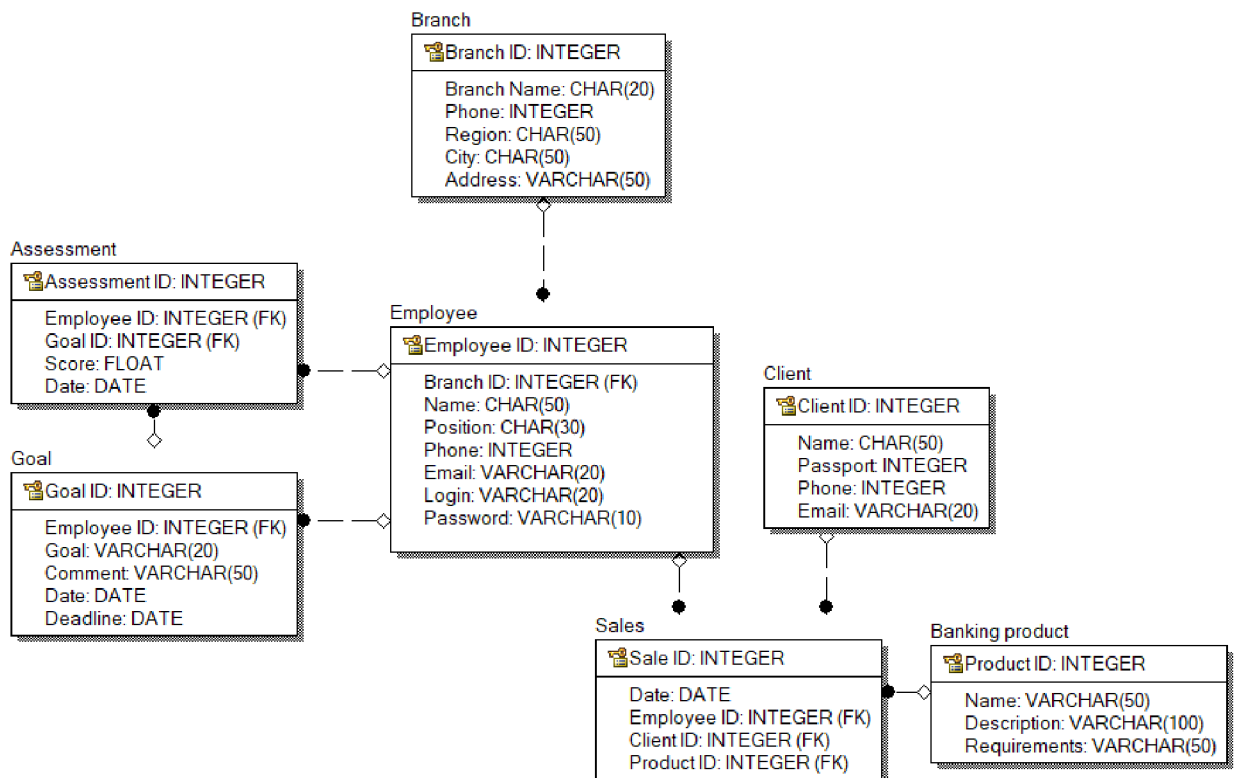 Branch
Branch ID: INTEGER
Branch Name: CHAR(20)
Phone: INTEGER
Region: CHAR(50)
City: CHAR(50)
Address: VARCHAR(50)
Assessment
Assessment ID: INTEGER
Employee ID: INTEGER (FK)
Goal ID: INTEGER (FK)
Score: FLOAT
Date: DATE
Employee
Employee ID: INTEGER
Branch ID: INTEGER (FK)
Name: CHAR(50)
Position: CHAR(30)
Phone: INTEGER
Email: VARCHAR(20)
Login: VARCHAR(20)
Password: VARCHAR(10)
Client
Client ID: INTEGER
Name: CHAR(50)
Passport: INTEGER
Phone: INTEGER
Email: VARCHAR(20)
Goal
Goal ID: INTEGER
Employee ID: INTEGER (FK)
Goal: VARCHAR(20)
Comment: VARCHAR(50)
Date: DATE
Deadline: DATE
Sales
Sale ID: INTEGER
Date: DATE
Employee ID: INTEGER (FK)
Client ID: INTEGER (FK)
Product ID: INTEGER (FK)
Banking product
Product ID: INTEGER
Name: VARCHAR(50)
Description: VARCHAR(100)
Requirements: VARCHAR(50)